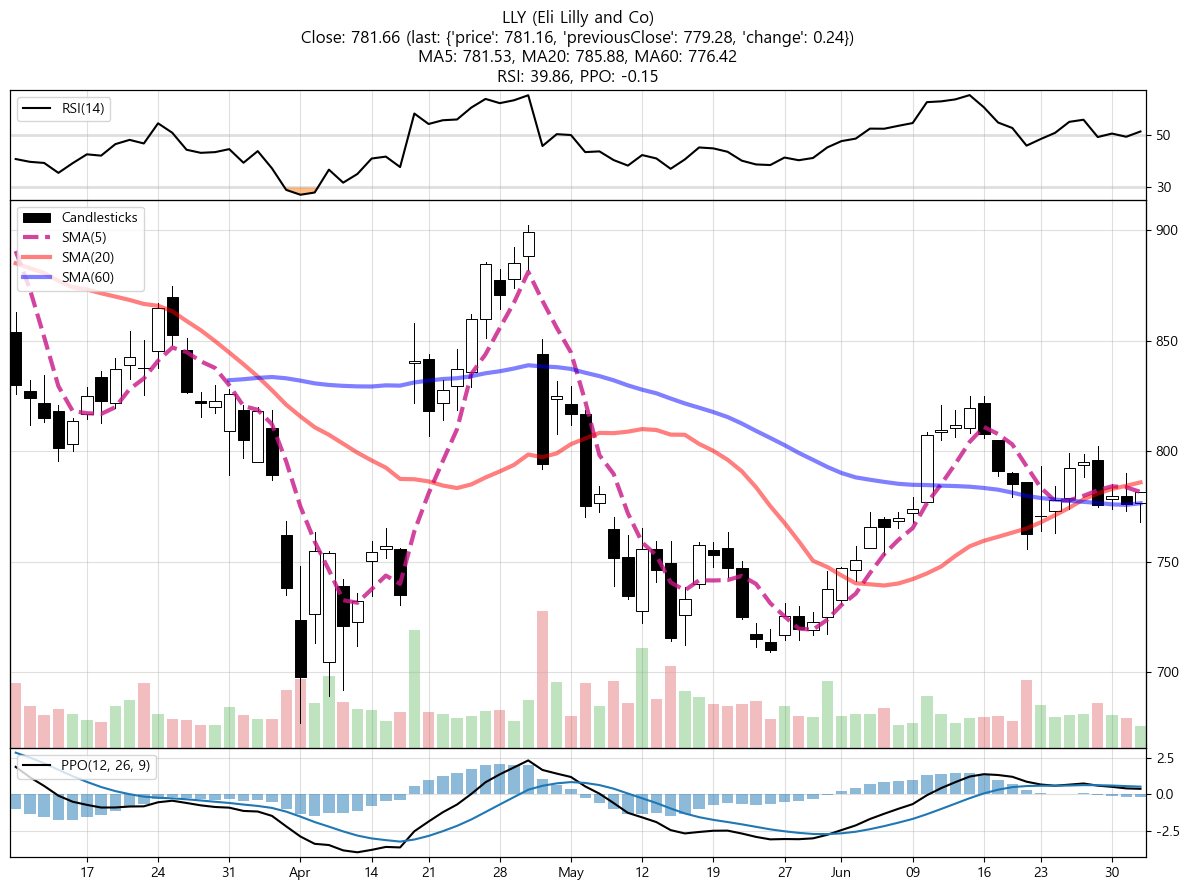 LLY (Eli Lilly and Co)
Close: 781.66 (last: {'price': 781.16, 'previousClose': 779.28, 'change': 0.24})
MA5: 781.53, MA20: 785.88, MA60: 776.42
RSI: 39.86, PPO: -0.15
RSI(14)
50
30
Candlesticks
SMA(5)
SMA(20)
SMA(60)
900
850
800
750
700
PPO(12, 26, 9)
2.5
0.0
-2.5
17 24 31 Apr 14 21 28 May 12 19 27 Jun 09 16 23 30